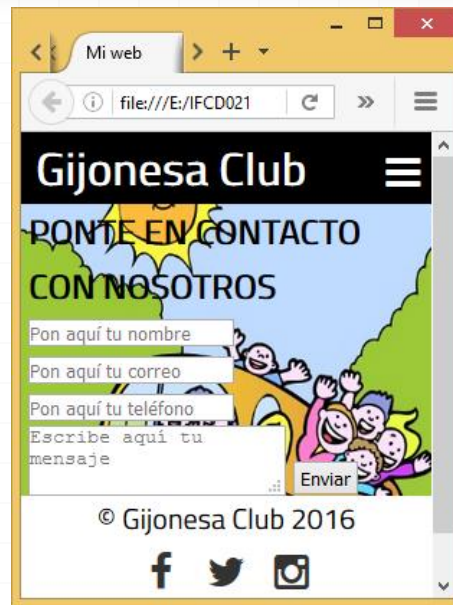 Mi web
file:///E:/IFCD021
Gijonesa Club
PONTE EN CONTACTO
CON NOSOTROS
Pon aquí tu nombre
Pon aquí tu correo
Pon aquí tu teléfono
Escribe aquí tu
mensaje
Enviar
© Gijonesa Club 2016